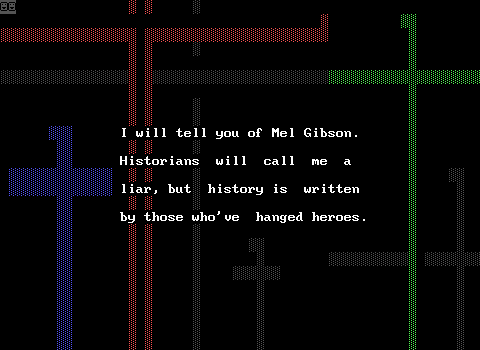 I will tell you of Mel Gibson.
Historians will call me a
liar, but history is written
by those who've hanged heroes.